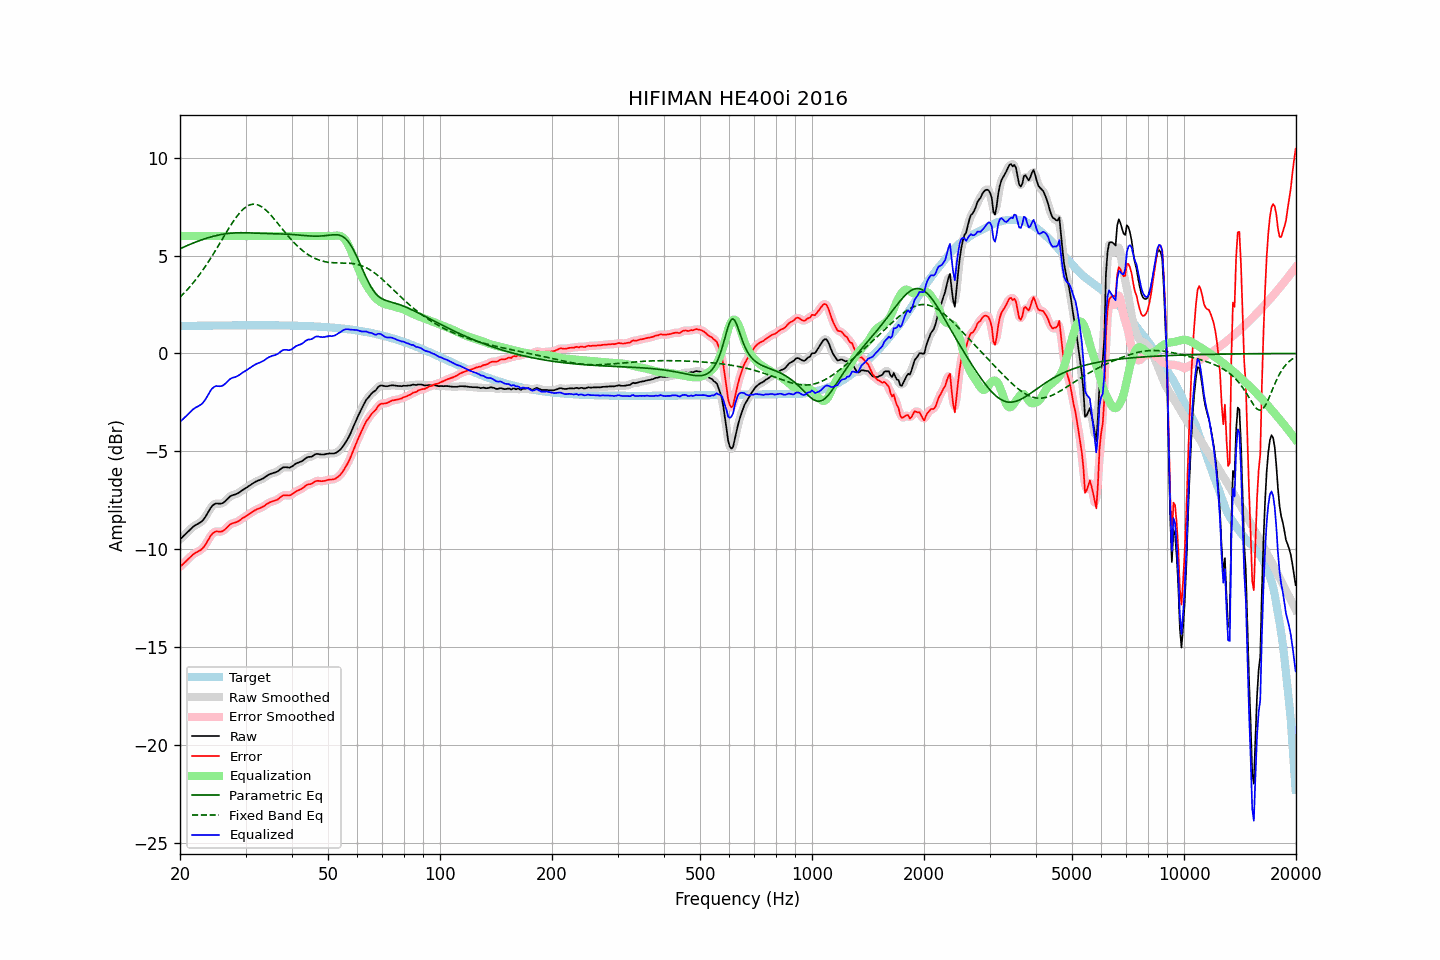 HIFIMAN HE400i 2016
Amplitude (dBr)
10
5
0
−5
−10
−15
−20
−25
Target
Raw Smoothed
Error Smoothed
Raw
Error
Equalization
Parametric Eq
Fixed Band Eq
Equalized
20 50 100 200 500 1000 2000 5000 10000 20000
Frequency (Hz)